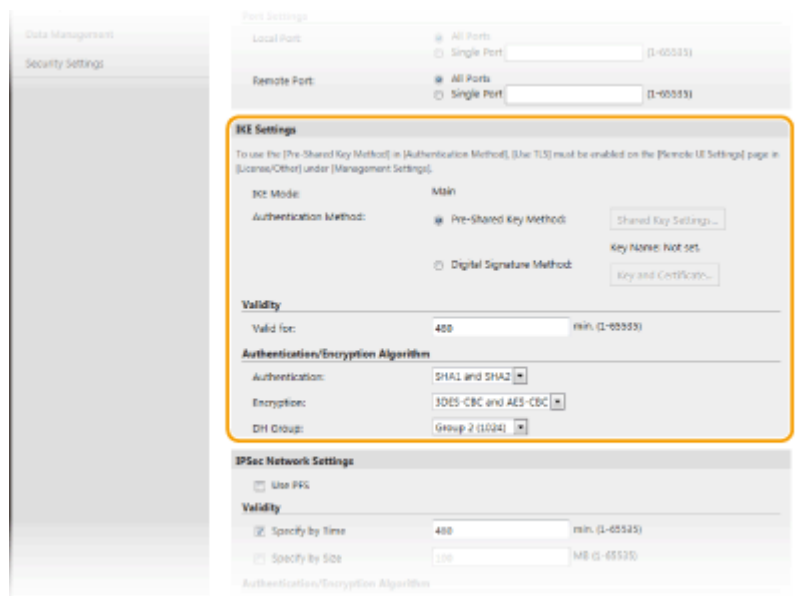 Port Settings
Data Management
Local Port:
All Ports
Single Port
(1-65535)
Security Settings
Remote Port:
All Ports
Single Port
(1-65535)
IKE Settings
To use the [Pre-Shared Key Method] in [Authentication Method], [Use TLS] must be enabled on the [Remote UI Settings] page in
[License/Other] under [Management Settings].
IKE Mode:
Main
Authentication Method:
Pre-Shared Key Method:
Shared Key Settings...
Key Name: Not set.
Digital Signature Method:
Key and Certificate...
Validity
Valid for:
480
min. (1-65535)
Authentication/Encryption Algorithm
Authentication:
SHA1 and SHA2
Encryption:
3DES-CBC and AES-CBC
DH Group:
Group 2 (1024)
IPSec Network Settings
Use PFS
Validity
Specify by Time
480
min. (1-65535)
Specify by Size
100
MB (1-65535)
Authentication/Encryption Algorithm